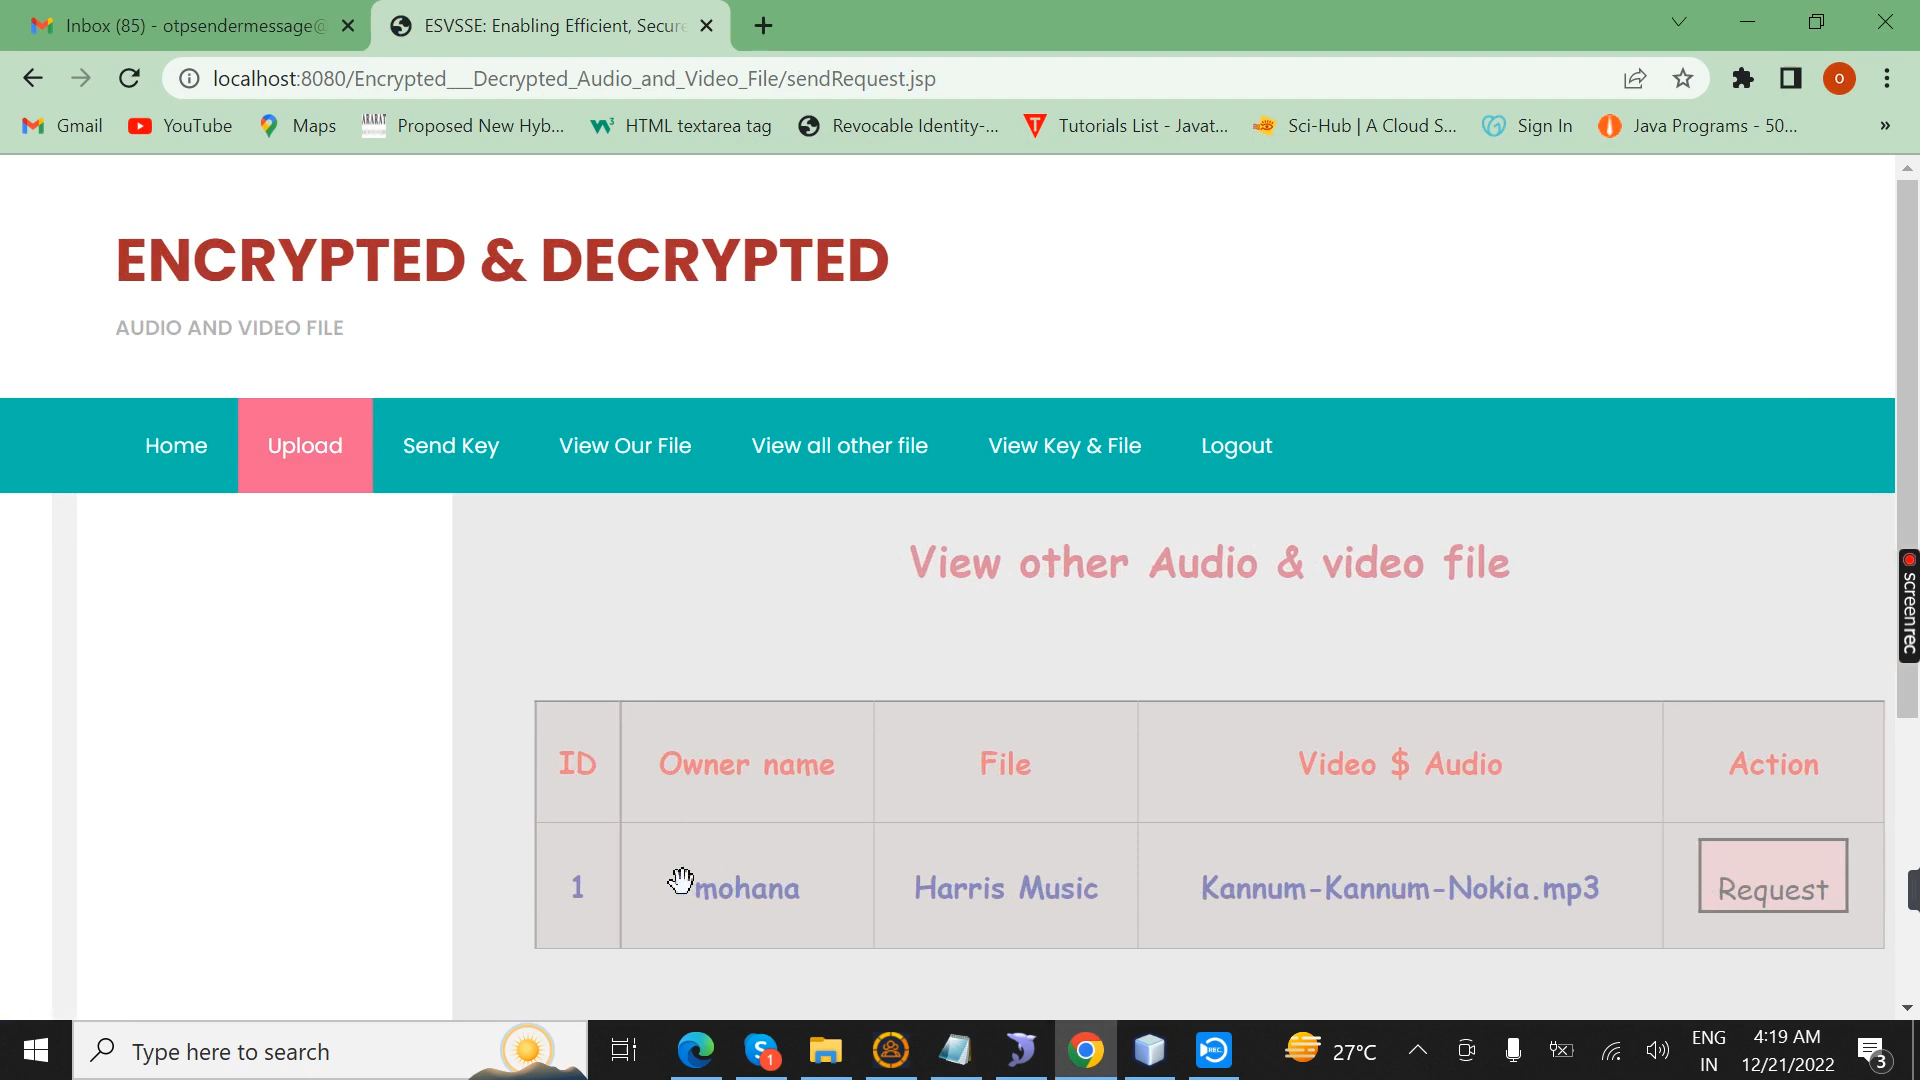 Inbox (85) - otpsendermessage@
ESVSSE: Enabling Efficient, Secure
localhost:8080/Encrypted___Decrypted_Audio_and_Video_File/sendRequest.jsp
o
Gmail
YouTube
Maps
ARARAT
Proposed New Hyb...
HTML textarea tag
Revocable Identity-...
Tutorials List - Javat...
Sci-Hub | A Cloud S...
Sign In
Java Programs - 50...
»
ENCRYPTED & DECRYPTED
AUDIO AND VIDEO FILE
Home
Upload
Send Key
View Our File
View all other file
View Key & File
Logout
View other Audio & video file
ID Owner name File Video $ Audio Action
1 mohana Harris Music Kannum-Kannum-Nokia.mp3 Request
screenrec
Type here to search
1
REC
27°C
ENG
IN
4:19 AM
12/21/2022
3